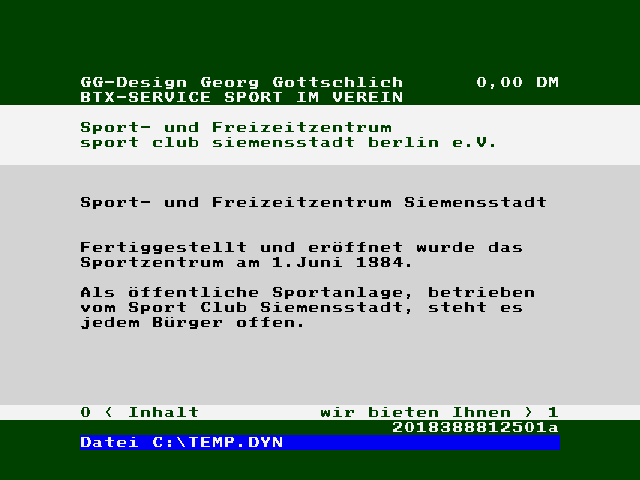 GG-Design Georg Gottschlich 0,00 DM
BTX-SERVICE SPORT IM VEREIN
Sport- und Freizeitzentrum
sport club siemensstadt berlin e.V.
Sport- und Freizeitzentrum Siemensstadt
Fertiggestellt und eröffnet wurde das
Sportzentrum am 1.Juni 1984.
Als öffentliche Sportanlage, betrieben
vom Sport Club Siemensstadt, steht es
jedem Bürger offen.
0 < Inhalt wir bieten Ihnen > 1
2018388812501a
Datei C:\TEMP.DYN